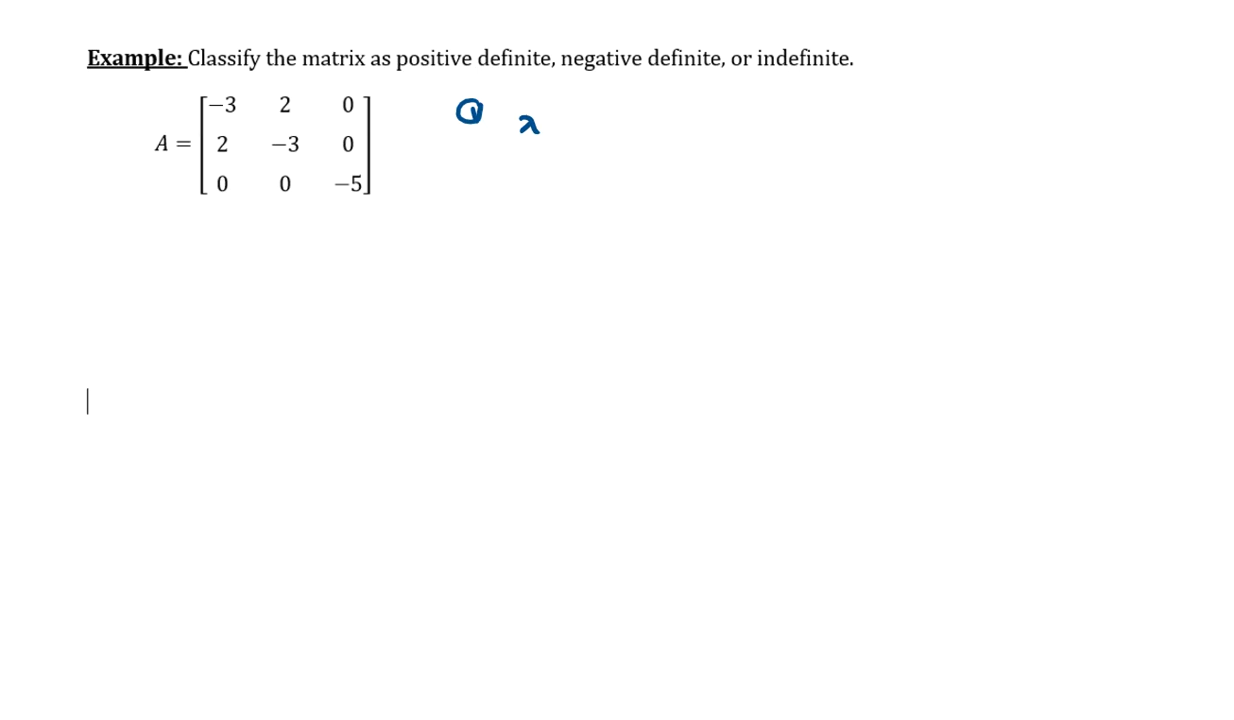 Example: Classify the matrix as positive definite, negative definite, or indefinite.
A = [−3 2 0
2 −3 0
0 0 −5]
① λ